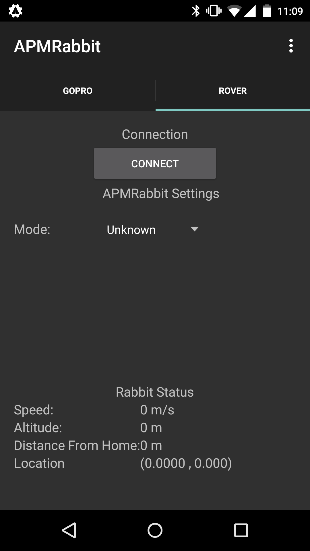 11:09
APMRabbit
GOPRO ROVER
Connection
CONNECT
APMRabbit Settings
Mode: Unknown
Rabbit Status
Speed: 0 m/s
Altitude: 0 m
Distance From Home:0 m
Location (0.0000 , 0.000)